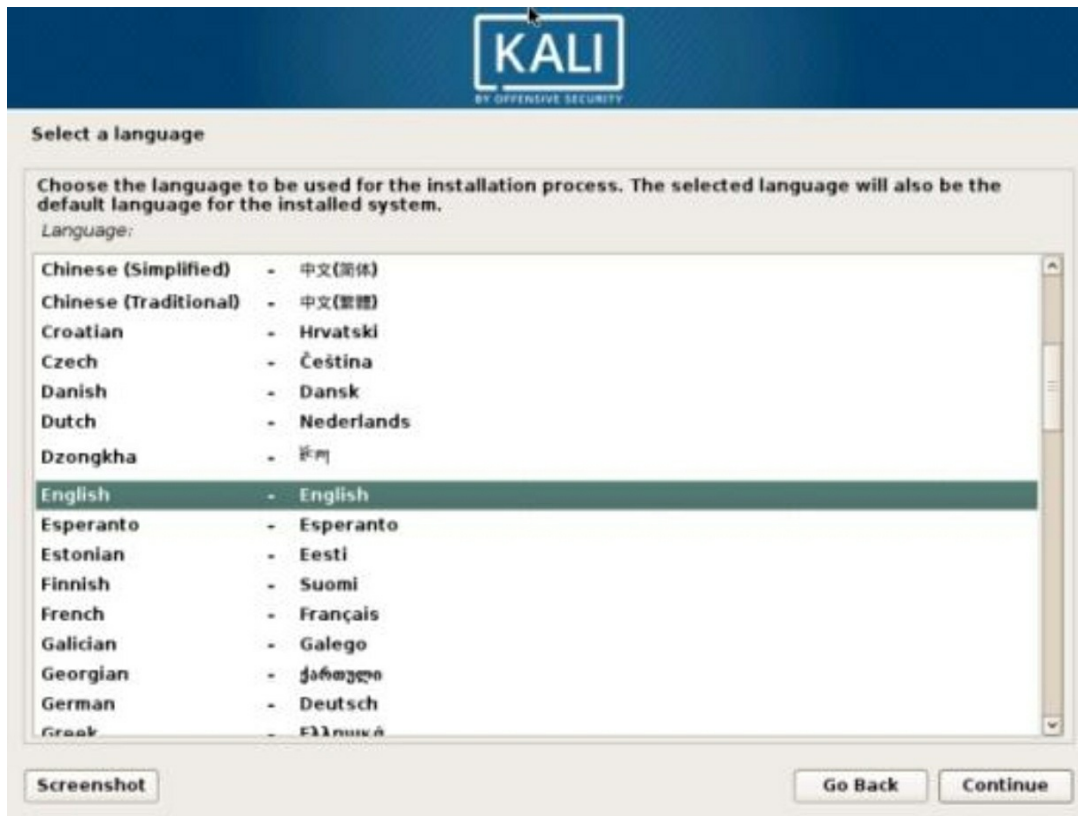 KALI
BY OFFENSIVE SECURITY
Select a language
Choose the language to be used for the installation process. The selected language will also be the
default language for the installed system.
Language:
Chinese (Simplified) - 中文(简体)
Chinese (Traditional) - 中文(繁體)
Croatian - Hrvatski
Czech - Čeština
Danish - Dansk
Dutch - Nederlands
Dzongkha -
English - English
Esperanto - Esperanto
Estonian - Eesti
Finnish - Suomi
French - Français
Galician - Galego
Georgian - ქართული
German - Deutsch
Greek - Ελληνικά
Screenshot Go Back Continue